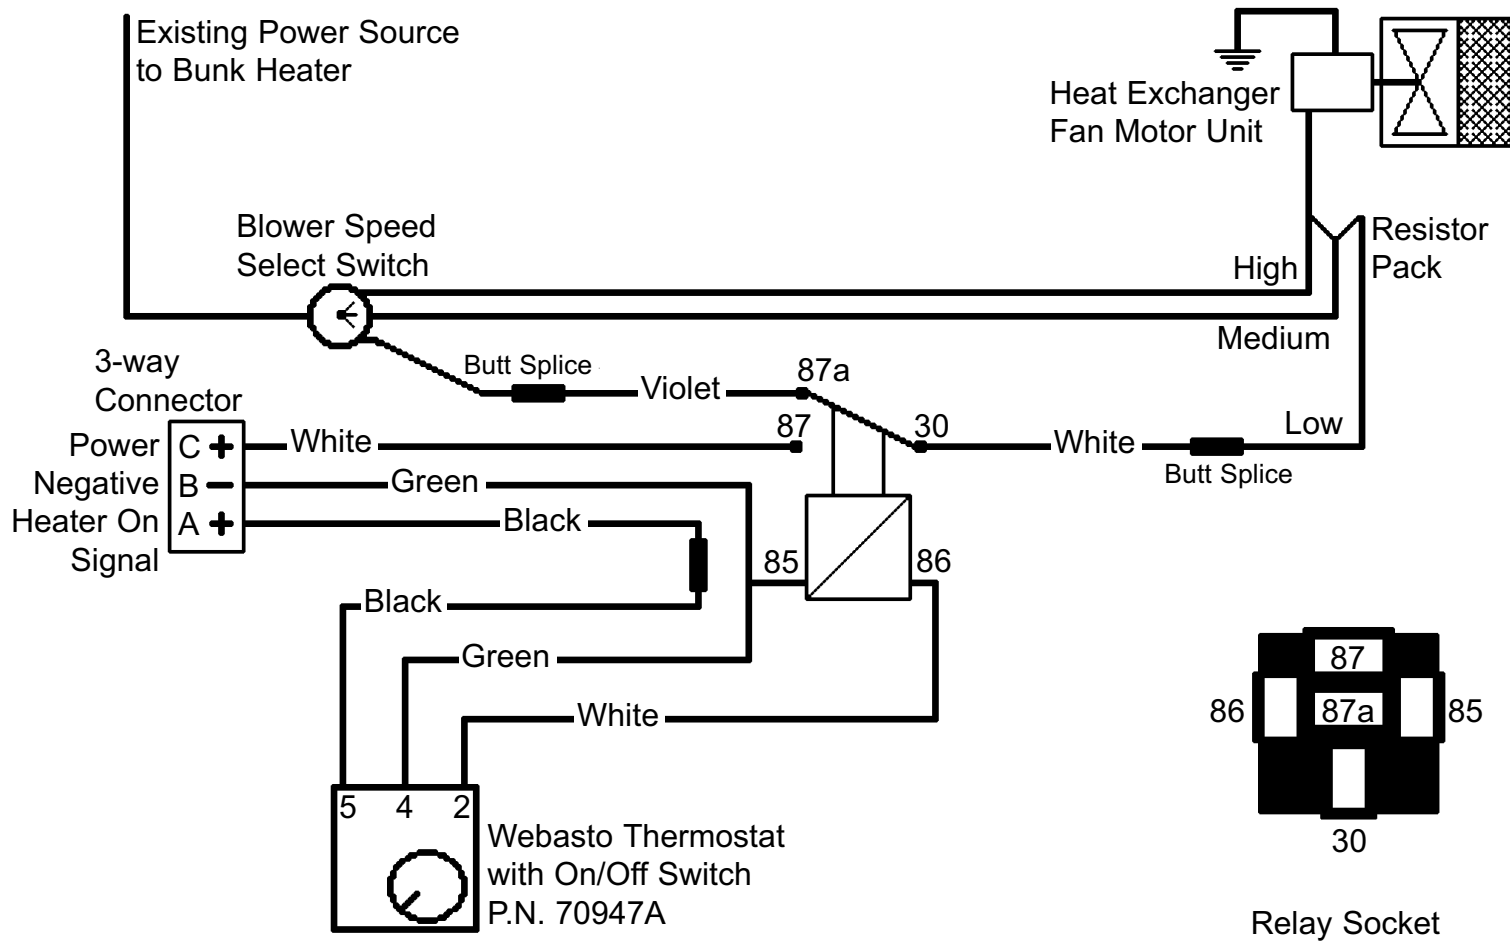 Existing Power Source
to Bunk Heater
Heat Exchanger
Fan Motor Unit
Blower Speed
Select Switch
High
Resistor
Pack
Medium
3-way
Connector
Butt Splice
Violet
87a
87
30
Low
White
Butt Splice
Power
C +
White
Negative
B −
Green
Heater On
Signal
A +
Black
85
86
Black
Green
White
5 4 2
Webasto Thermostat
with On/Off Switch
P.N. 70947A
87
86
87a
85
30
Relay Socket